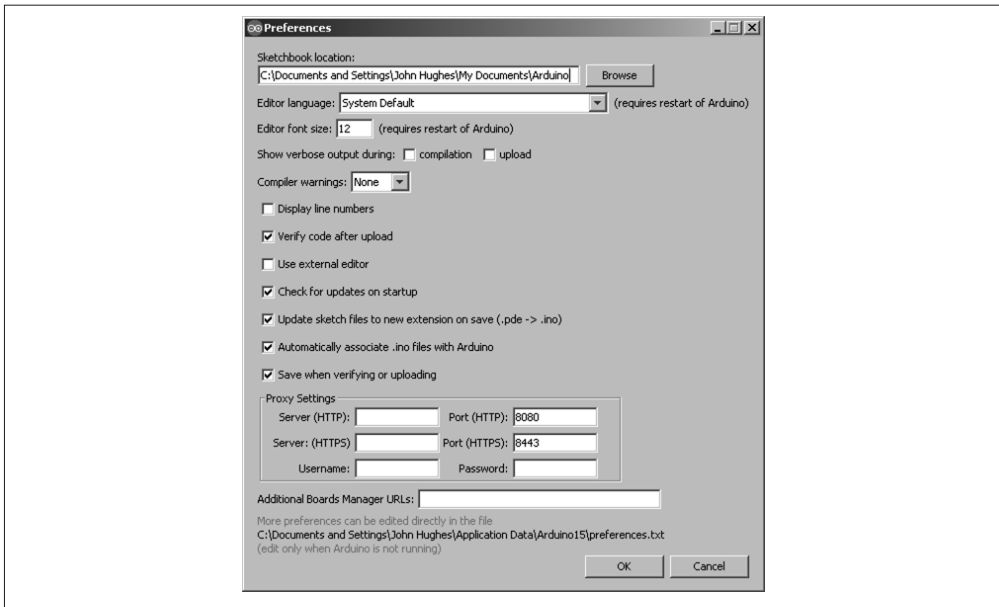 Preferences
Sketchbook location:
C:\Documents and Settings\John Hughes\My Documents\Arduino Browse
Editor language: System Default (requires restart of Arduino)
Editor font size: 12 (requires restart of Arduino)
Show verbose output during: compilation upload
Compiler warnings: None
Display line numbers
Verify code after upload
Use external editor
Check for updates on startup
Update sketch files to new extension on save (.pde -> .ino)
Automatically associate .ino files with Arduino
Save when verifying or uploading
Proxy Settings
Server (HTTP): Port (HTTP): 8080
Server: (HTTPS) Port (HTTPS): 8443
Username: Password:
Additional Boards Manager URLs:
More preferences can be edited directly in the file
C:\Documents and Settings\John Hughes\Application Data\Arduino15\preferences.txt
(edit only when Arduino is not running)
OK Cancel